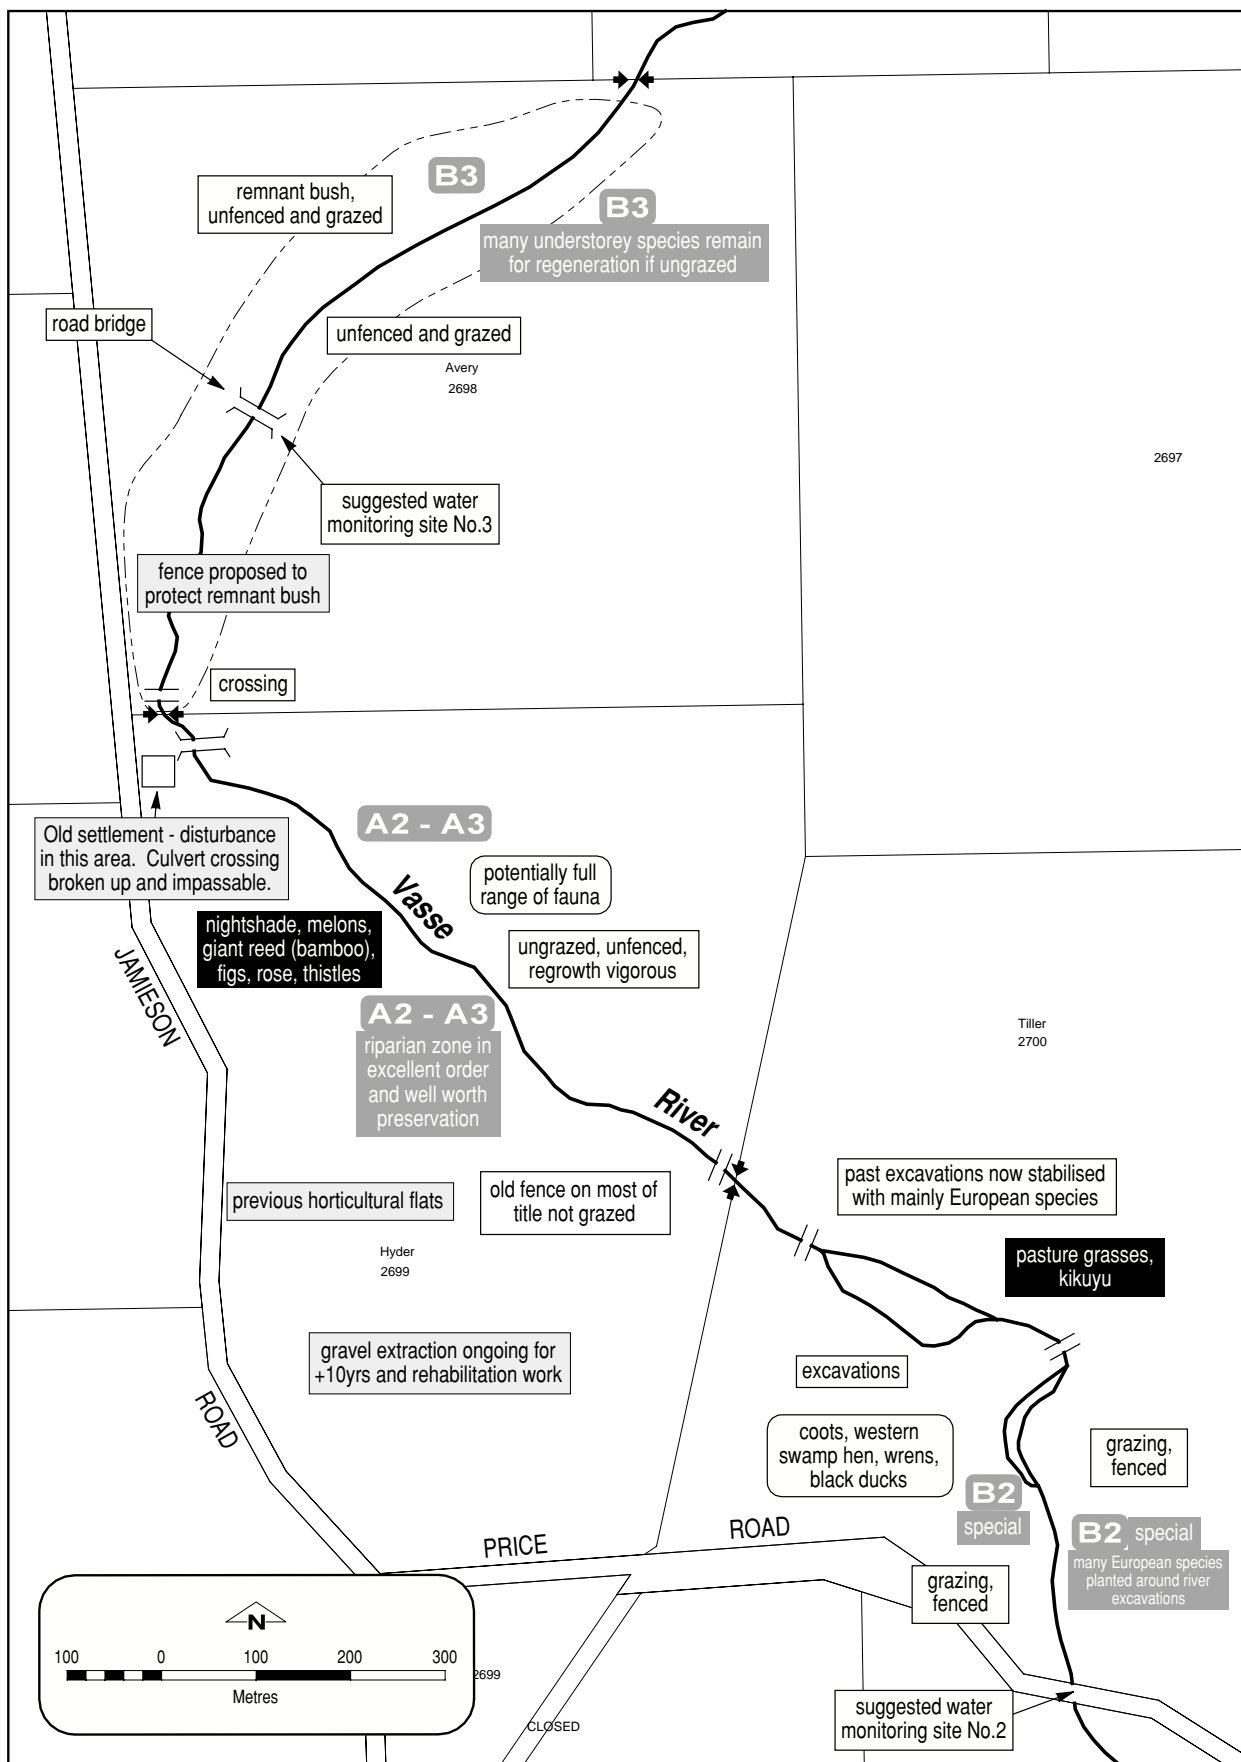 B3
remnant bush,
unfenced and grazed
B3
many understorey species remain
for regeneration if ungrazed
road bridge
unfenced and grazed
Avery
2698
2697
suggested water
monitoring site No.3
fence proposed to
protect remnant bush
crossing
A2 - A3
Old settlement - disturbance
in this area. Culvert crossing
broken up and impassable.
potentially full
range of fauna
Vasse
nightshade, melons,
giant reed (bamboo),
figs, rose, thistles
ungrazed, unfenced,
regrowth vigorous
JAMIESON
A2 - A3
riparian zone in
excellent order
and well worth
preservation
Tiller
2700
River
past excavations now stabilised
with mainly European species
previous horticultural flats
old fence on most of
title not grazed
Hyder
2699
pasture grasses,
kikuyu
gravel extraction ongoing for
+10yrs and rehabilitation work
excavations
ROAD
coots, western
swamp hen, wrens,
black ducks
grazing,
fenced
B2
special
B2 special
many European species
planted around river
excavations
PRICE
ROAD
grazing,
fenced
N
100 0 100 200 300
Metres
2699
suggested water
monitoring site No.2
CLOSED